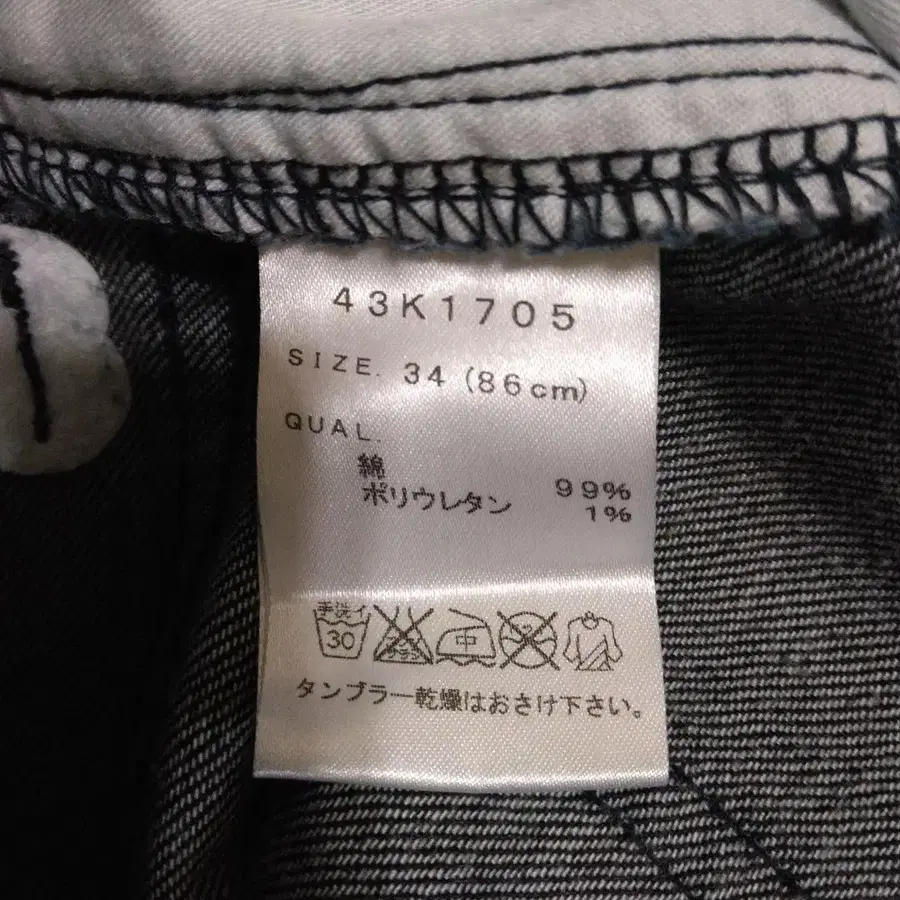 43K1705
SIZE. 34 (86cm)
QUAL.
綿 99%
ポリウレタン 1%
手洗イ
30
中
タンブラー乾燥はおさけ下さい。